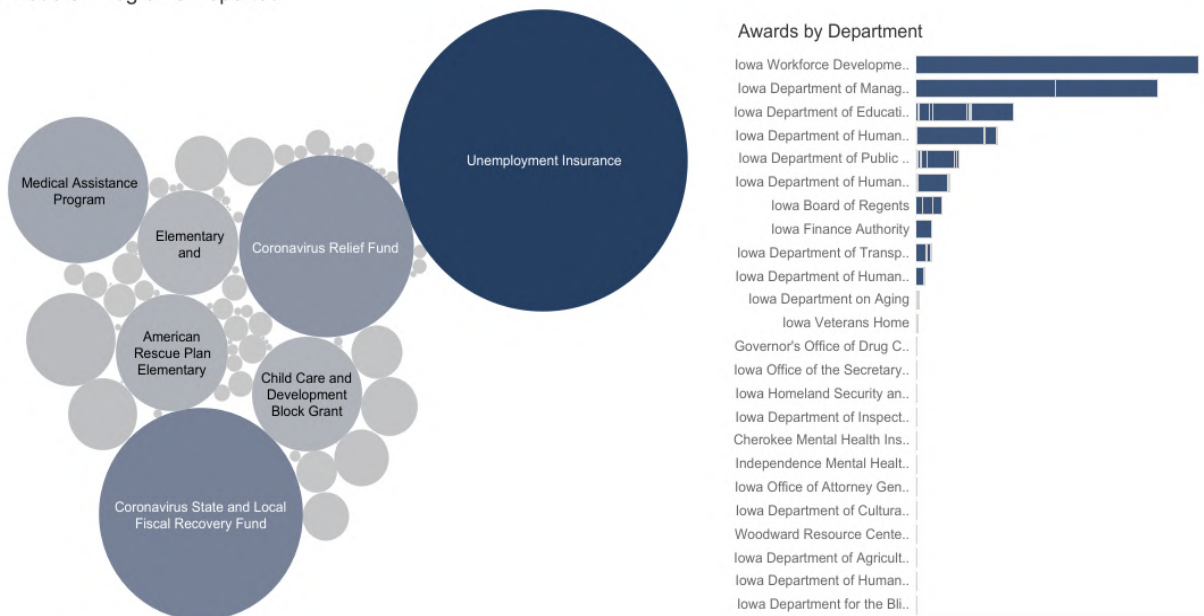 Unemployment Insurance
Medical Assistance
Program
Elementary
and
Coronavirus Relief Fund
American
Rescue Plan
Elementary
Child Care and
Development
Block Grant
Coronavirus State and Local
Fiscal Recovery Fund
Awards by Department
Iowa Workforce Developme..
Iowa Department of Manag..
Iowa Department of Educati..
Iowa Department of Human..
Iowa Department of Public ..
Iowa Department of Human..
Iowa Board of Regents
Iowa Finance Authority
Iowa Department of Transp..
Iowa Department of Human..
Iowa Department on Aging
Iowa Veterans Home
Governor's Office of Drug C..
Iowa Office of the Secretary..
Iowa Homeland Security an..
Iowa Department of Inspect..
Cherokee Mental Health Ins..
Independence Mental Healt..
Iowa Office of Attorney Gen..
Iowa Department of Cultura..
Woodward Resource Cente..
Iowa Department of Agricult..
Iowa Department of Human..
Iowa Department for the Bli..